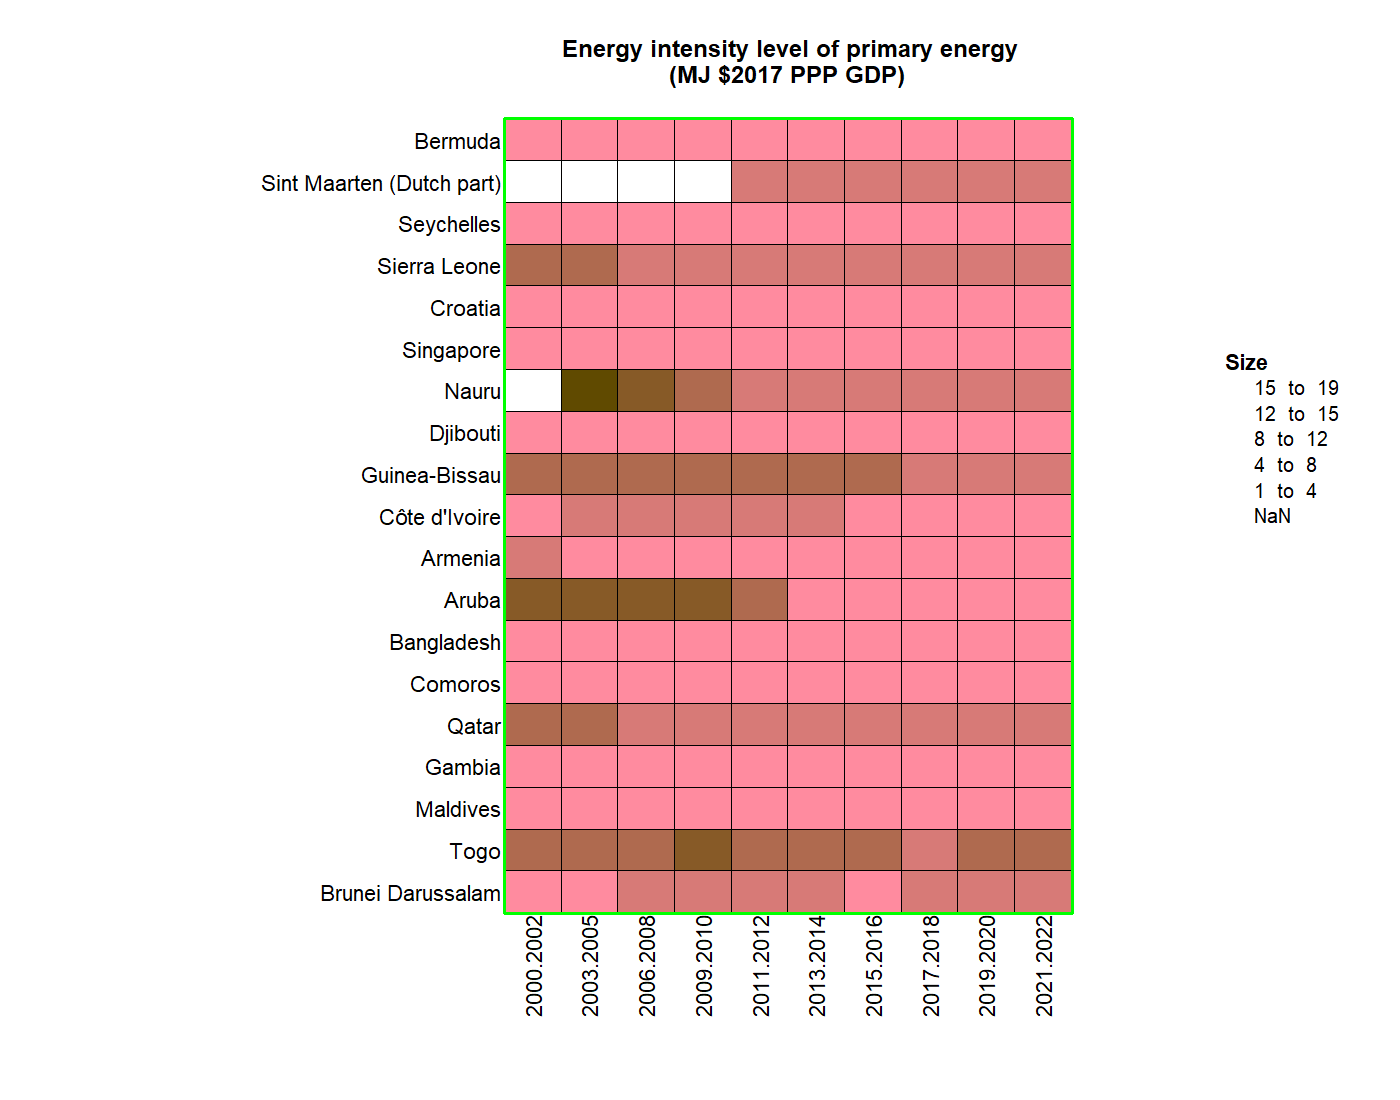 Energy intensity level of primary energy
(MJ $2017 PPP GDP)
Bermuda
Sint Maarten (Dutch part)
Seychelles
Sierra Leone
Croatia
Singapore
Nauru
Djibouti
Guinea-Bissau
Côte d'Ivoire
Armenia
Aruba
Bangladesh
Comoros
Qatar
Gambia
Maldives
Togo
Brunei Darussalam
2000.2002
2003.2005
2006.2008
2009.2010
2011.2012
2013.2014
2015.2016
2017.2018
2019.2020
2021.2022
Size
15 to 19
12 to 15
8 to 12
4 to 8
1 to 4
NaN